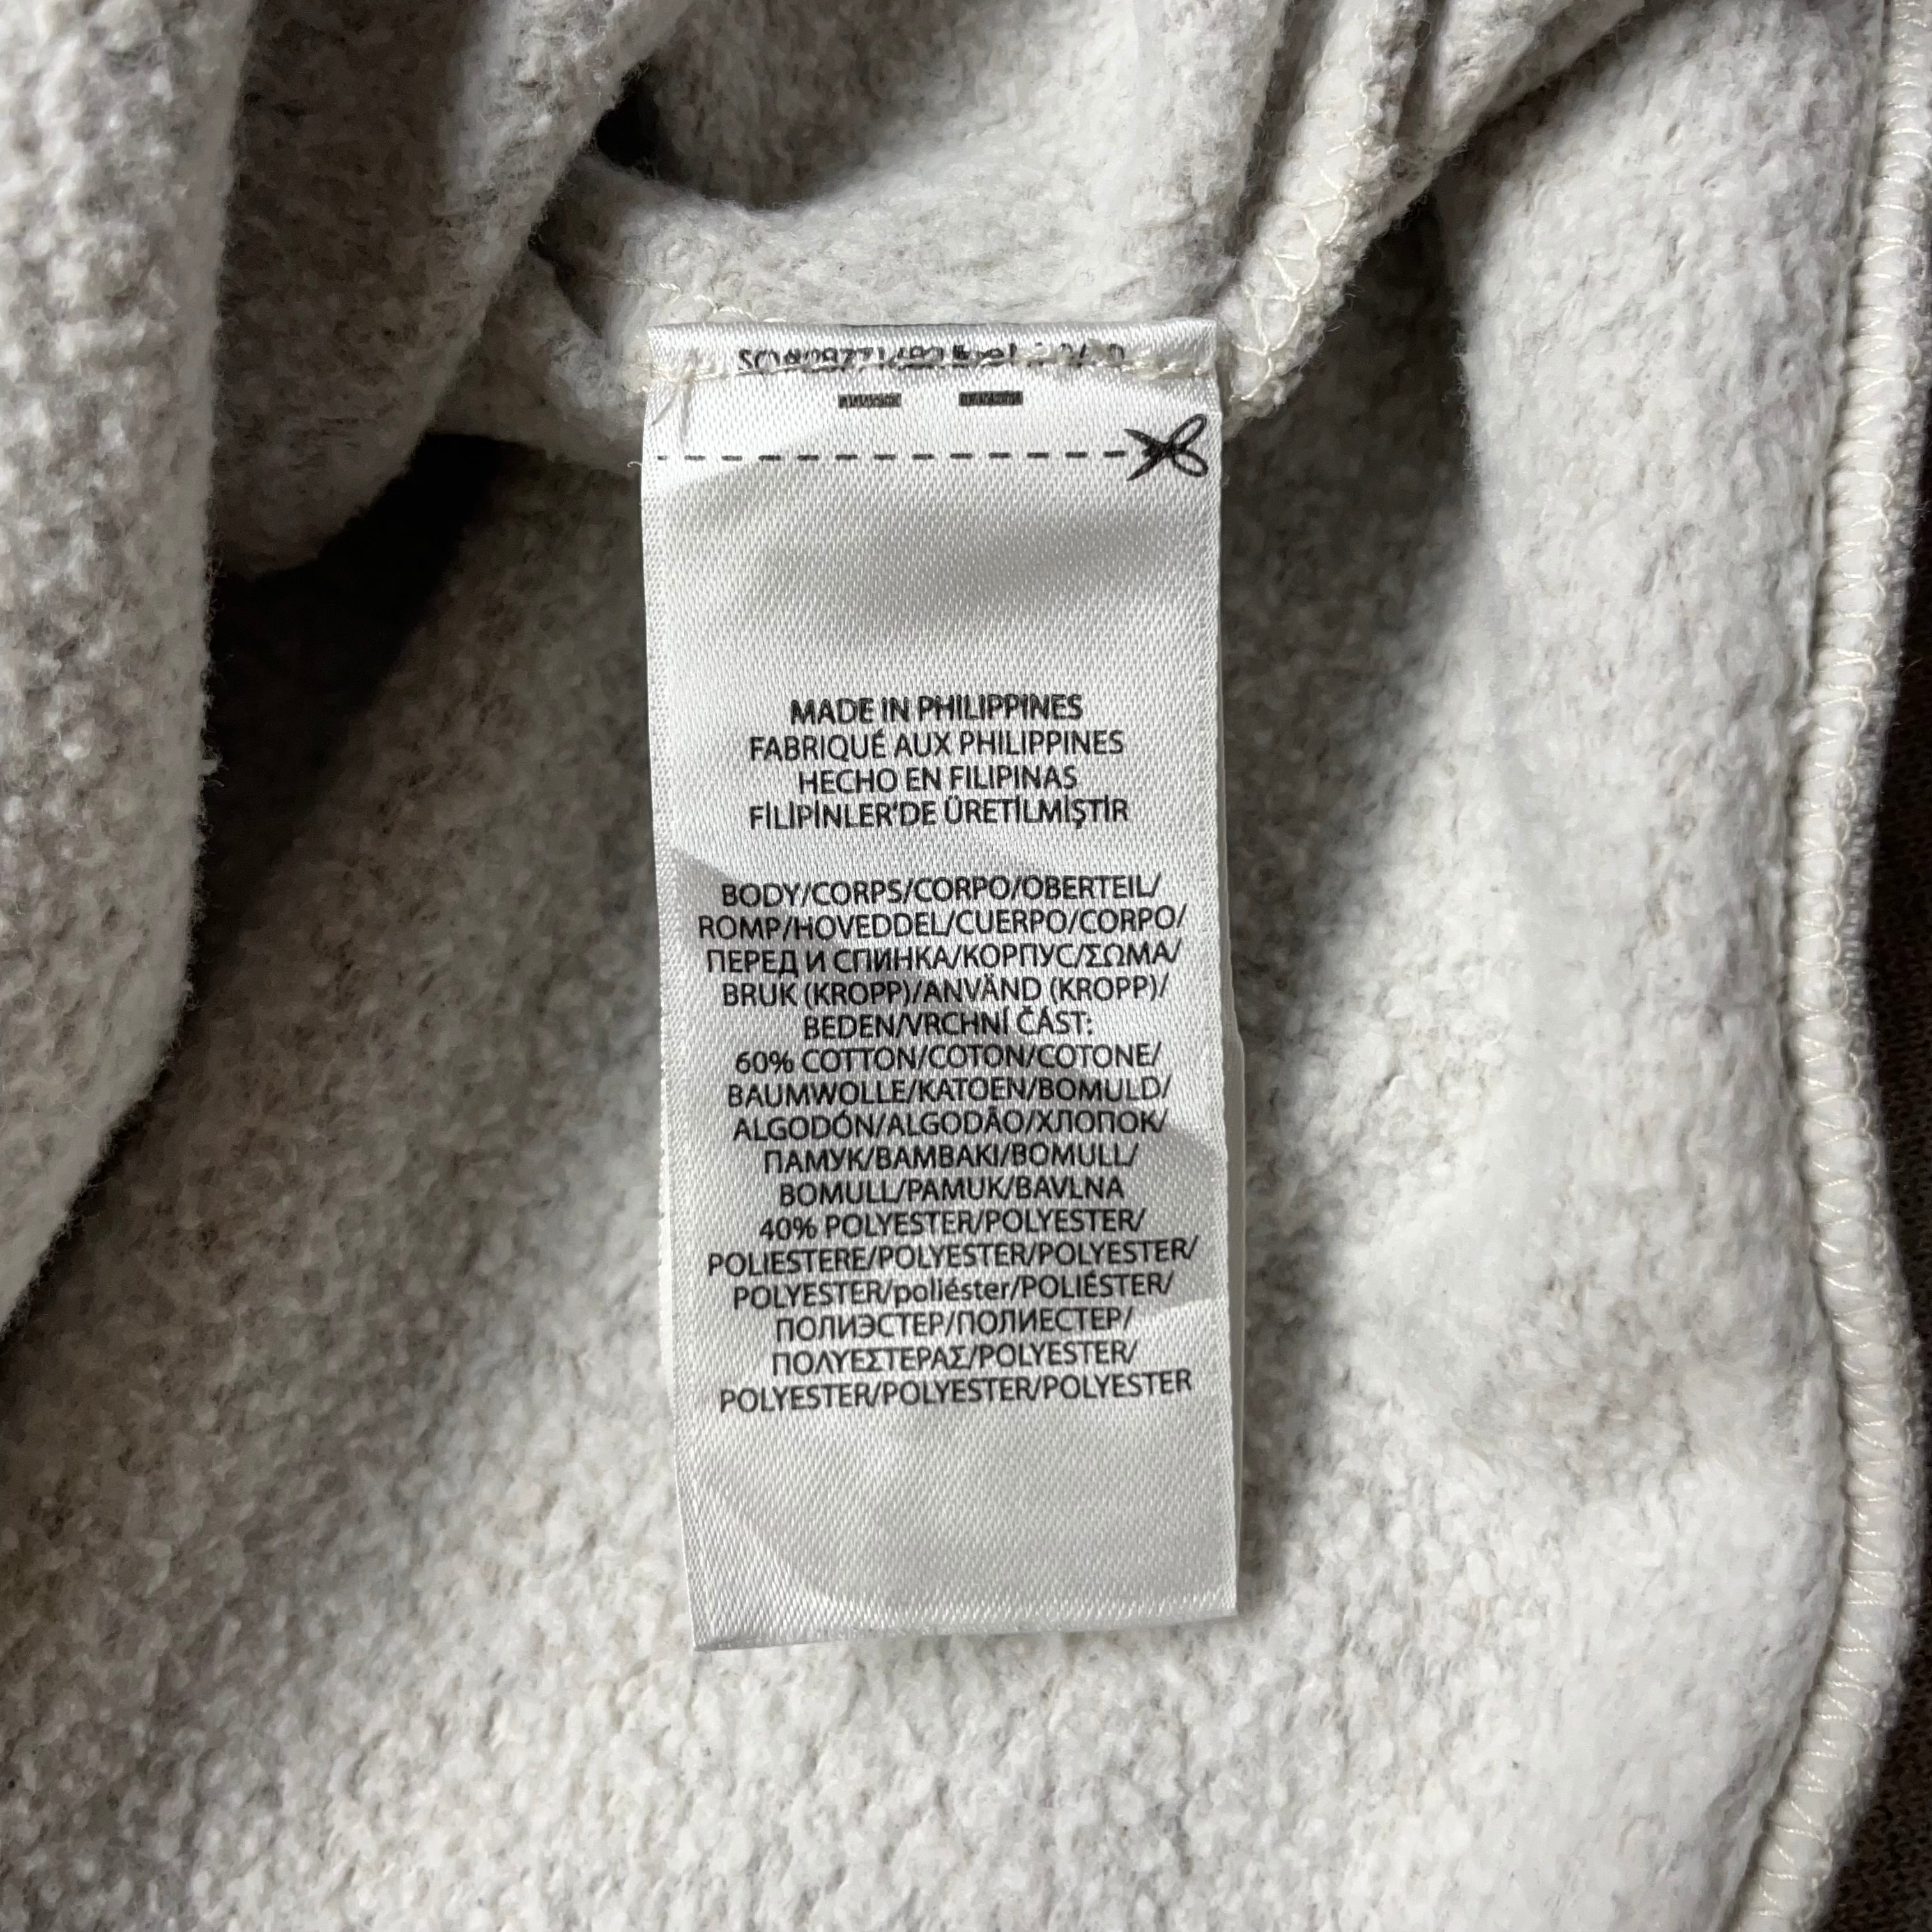 MADE IN PHILIPPINES
FABRIQUÉ AUX PHILIPPINES
HECHO EN FILIPINAS
FİLİPİNLER'DE ÜRETİLMİŞTİR
BODY/CORPS/CORPO/OBERTEIL/
ROMP/HOVEDDEL/CUERPO/CORPO/
ПЕРЕД И СПИНКА/КОРПУС/ΣΩΜΑ/
BRUK (KROPP)/ANVÄND (KROPP)/
BEDEN/VRCHNÍ ČÁST:
60% COTTON/COTON/COTONE/
BAUMWOLLE/KATOEN/BOMULD/
ALGODÓN/ALGODÃO/ХЛОПОК/
ПАМУК/ΒΑΜΒΑΚΙ/BOMULL/
BOMULL/PAMUK/BAVLNA
40% POLYESTER/POLYESTER/
POLIESTERE/POLYESTER/POLYESTER/
POLYESTER/poliéster/POLIÉSTER/
ПОЛИЭСТЕР/ПОЛИЕСТЕР/
ΠΟΛΥΕΣΤΕΡΑΣ/POLYESTER/
POLYESTER/POLYESTER/POLYESTER